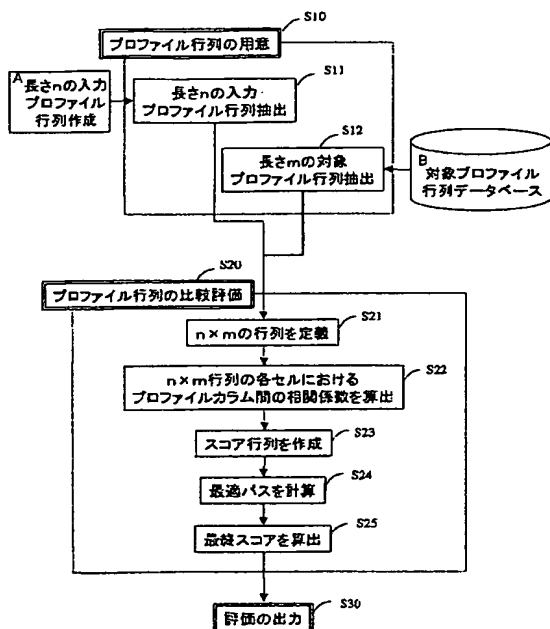 S10
プロファイル行列の用意
A
長さnの入力
プロファイル
行列作成
S11
長さnの入力
プロファイル行列抽出
S12
長さmの対象
プロファイル行列抽出
B
対象プロファイル
行列データベース
S20
プロファイル行列の比較評価
S21
n×mの行列を定義
S22
n×m行列の各セルにおける
プロファイルカラム間の相関係数を算出
S23
スコア行列を作成
S24
最適パスを計算
S25
最終スコアを算出
S30
評価の出力